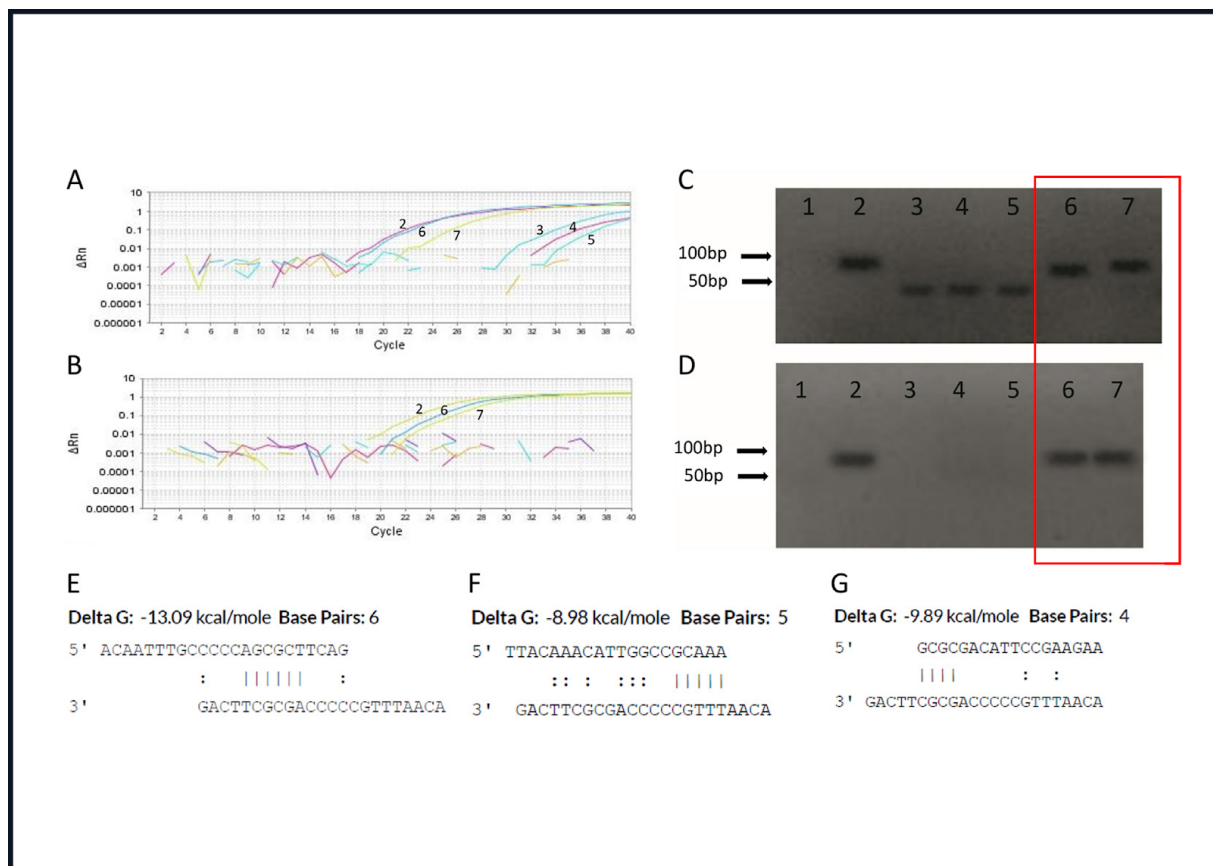 A
10
1
0.1
0.01
0.001
0.0001
0.00001
0.000001
ΔRn
2 6 7 3 4 5
2 4 6 8 10 12 14 16 18 20 22 24 26 28 30 32 34 36 38 40
Cycle
B
10
1
0.1
0.01
0.001
0.0001
0.00001
0.000001
ΔRn
2 6 7
2 4 6 8 10 12 14 16 18 20 22 24 26 28 30 32 34 36 38 40
Cycle
C
1 2 3 4 5 6 7
100bp
50bp
D
1 2 3 4 5 6 7
100bp
50bp
E
Delta G: -13.09 kcal/mole Base Pairs: 6
5' ACAATTTGCCCCCAGCGCTTCAG
: |||||| :
3' GACTTCGCGACCCCCGTTTAACA
F
Delta G: -8.98 kcal/mole Base Pairs: 5
5' TTACAAACATTGGCCGCAAA
:: : ::: |||||
3' GACTTCGCGACCCCCGTTTAACA
G
Delta G: -9.89 kcal/mole Base Pairs: 4
5' GCGCGACATTCCGAAGAA
|||| : :
3' GACTTCGCGACCCCCGTTTAACA